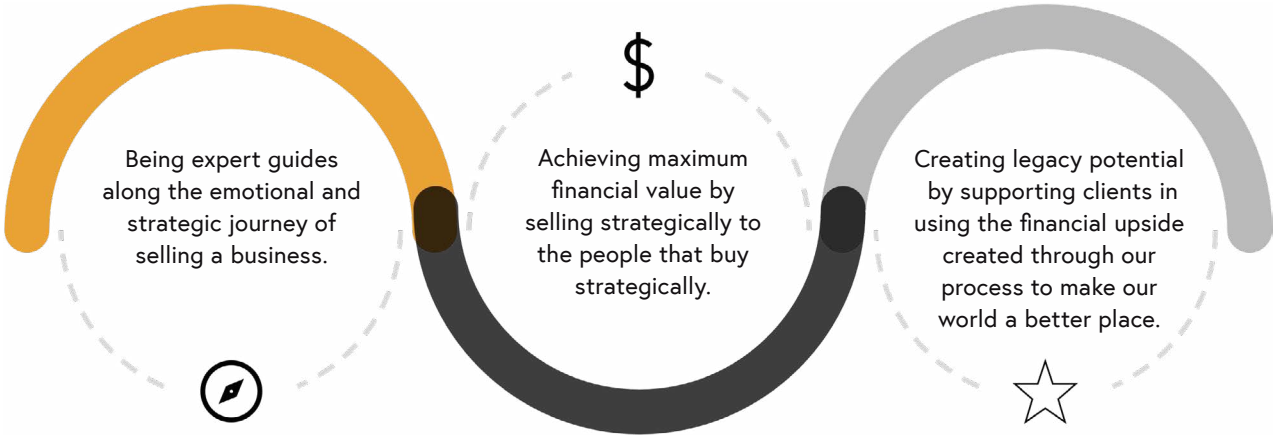 Being expert guides
along the emotional and
strategic journey of
selling a business.
$
Achieving maximum
financial value by
selling strategically to
the people that buy
strategically.
Creating legacy potential
by supporting clients in
using the financial upside
created through our
process to make our
world a better place.